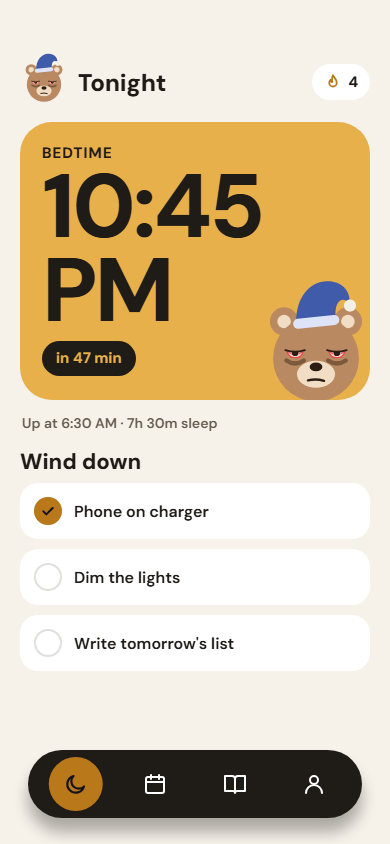 Tonight
4
BEDTIME
10:45
PM
in 47 min
Up at 6:30 AM · 7h 30m sleep
Wind down
Phone on charger
Dim the lights
Write tomorrow's list